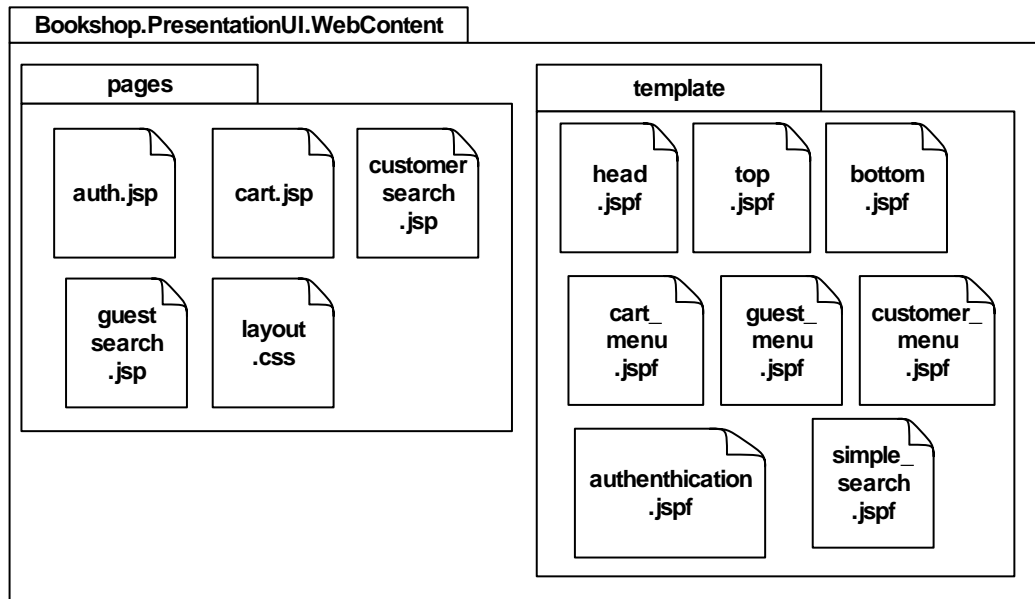 Bookshop.PresentationUI.WebContent
pages
auth.jsp
cart.jsp
customer
search
.jsp
guest
search
.jsp
layout
.css
template
head
.jspf
top
.jspf
bottom
.jspf
cart_
menu
.jspf
guest_
menu
.jspf
customer_
menu
.jspf
authenthication
.jspf
simple_
search
.jspf